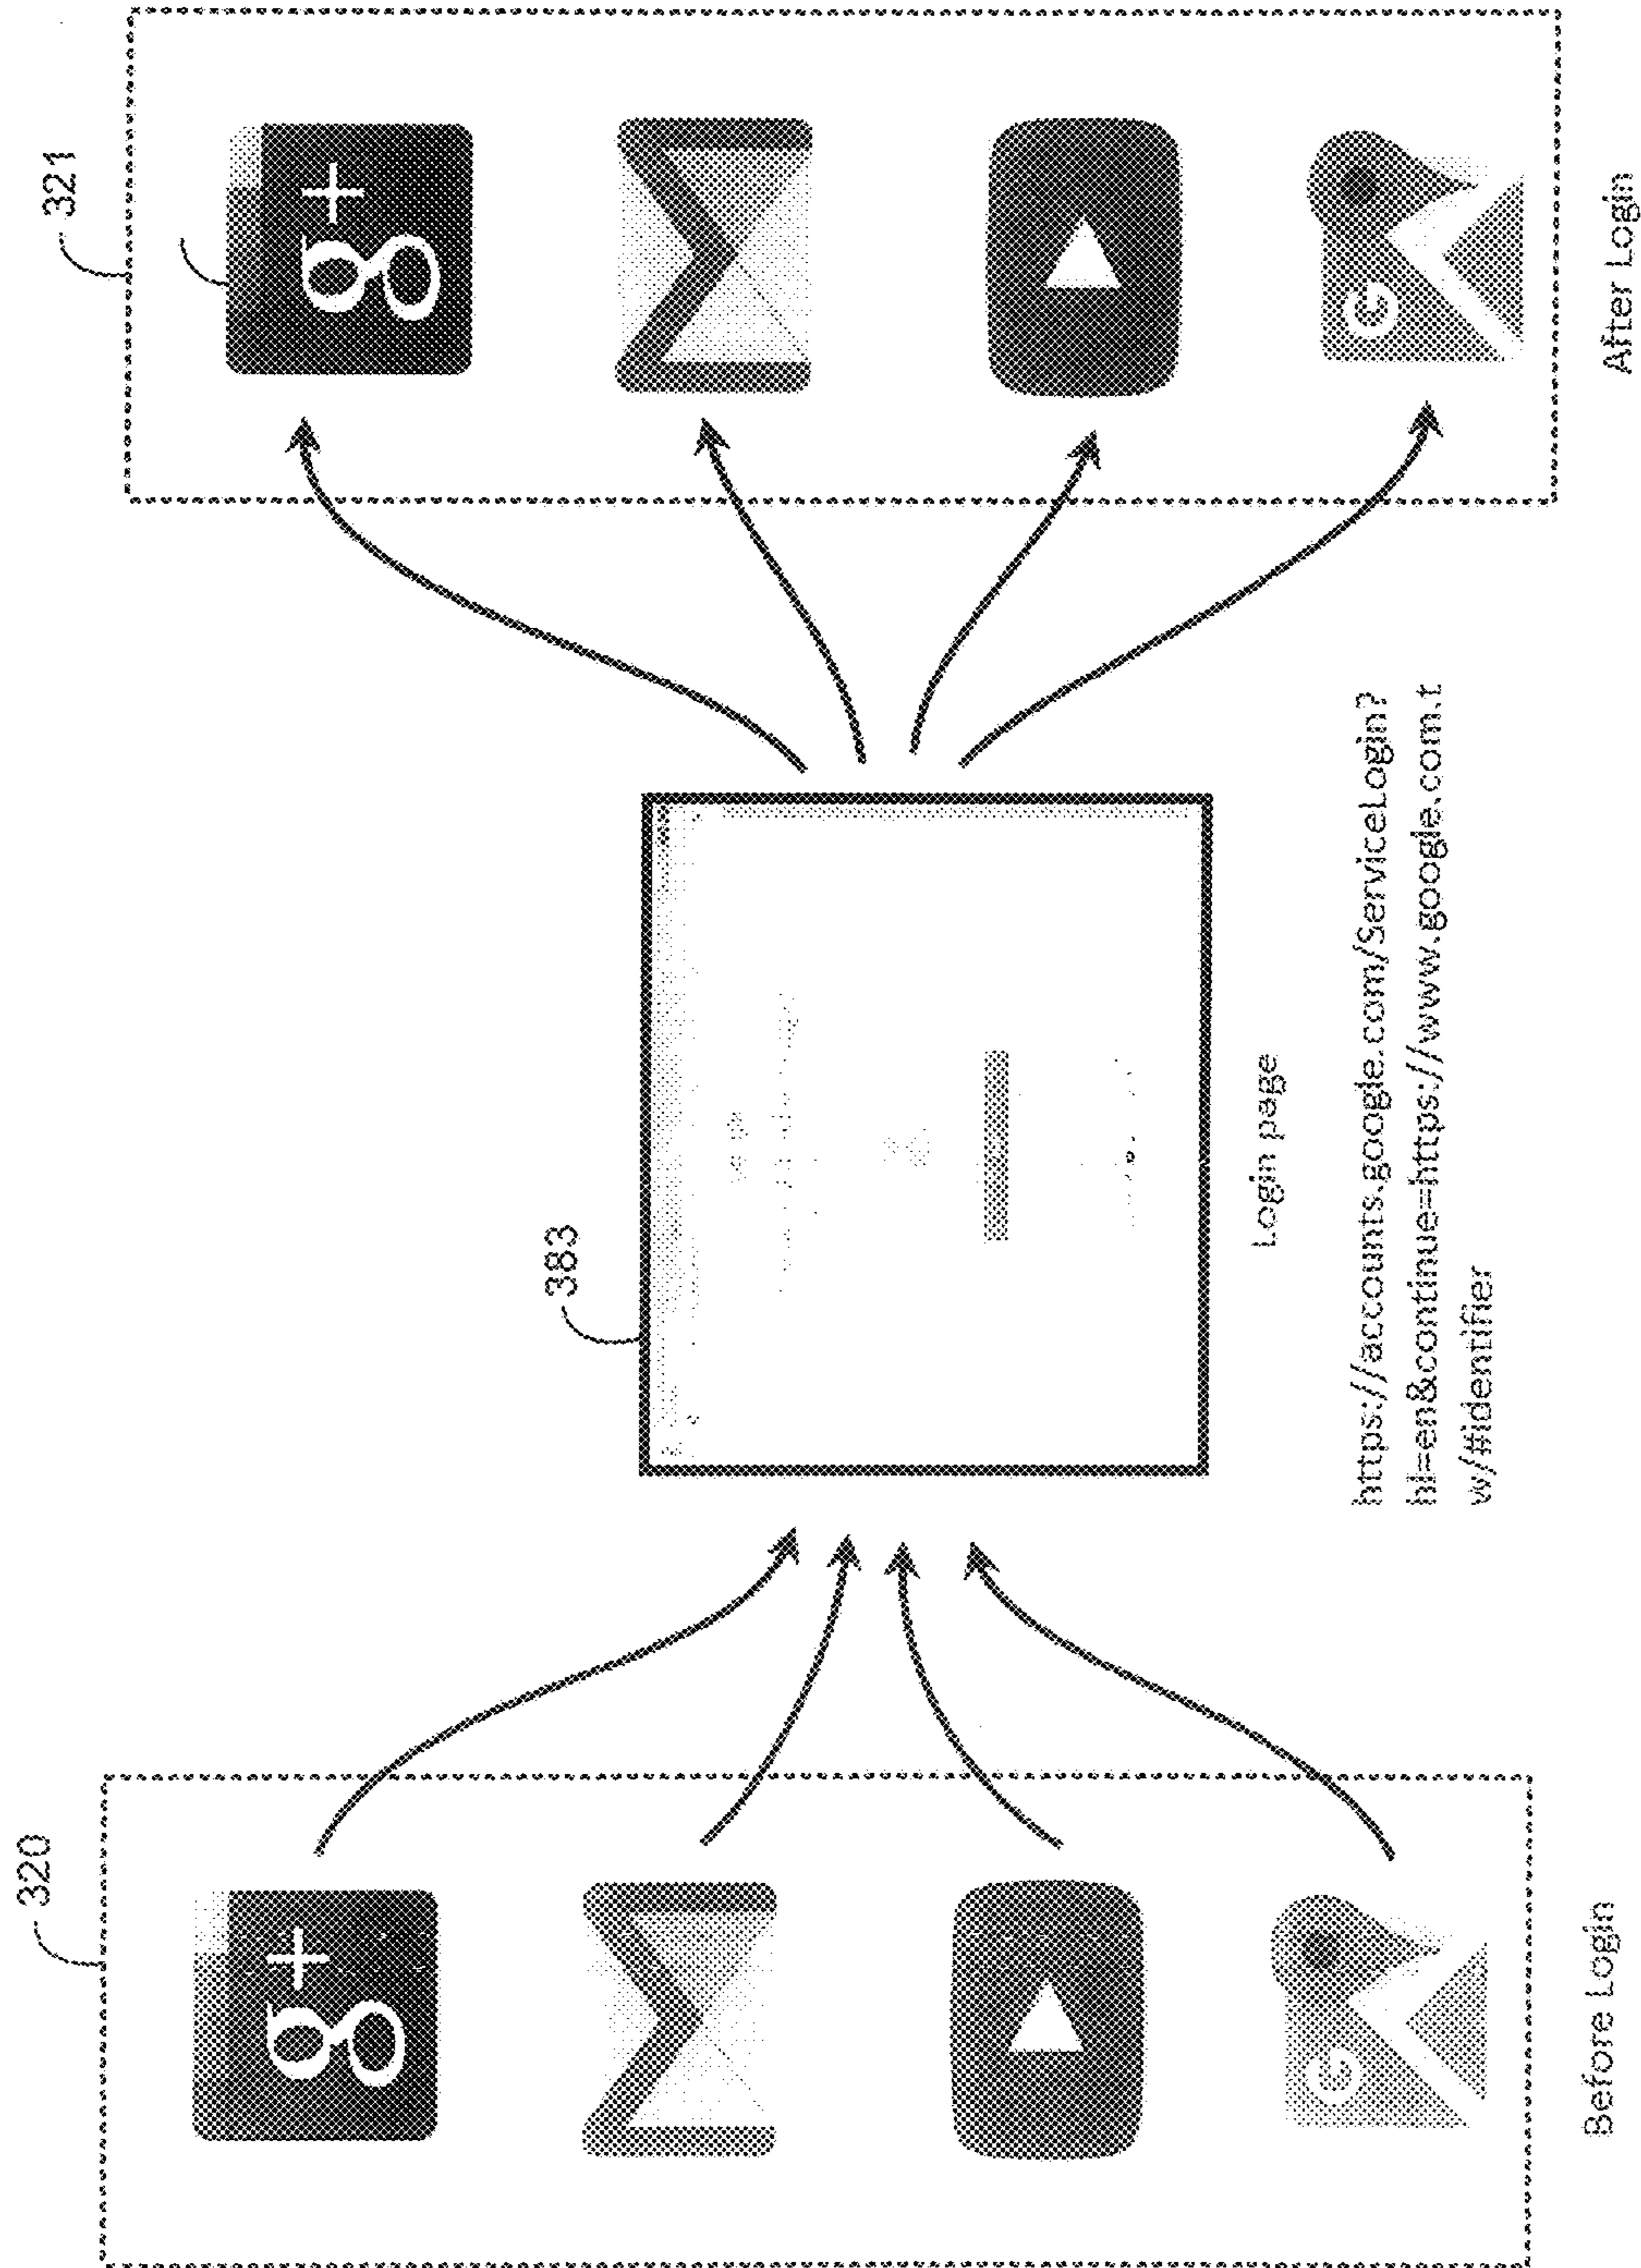 320
g+
G
Before Login
383
Login page
https://accounts.google.com/ServiceLogin?
hl=en&continue=https://www.google.com.t
w/#identifier
321
g+
G
After Login